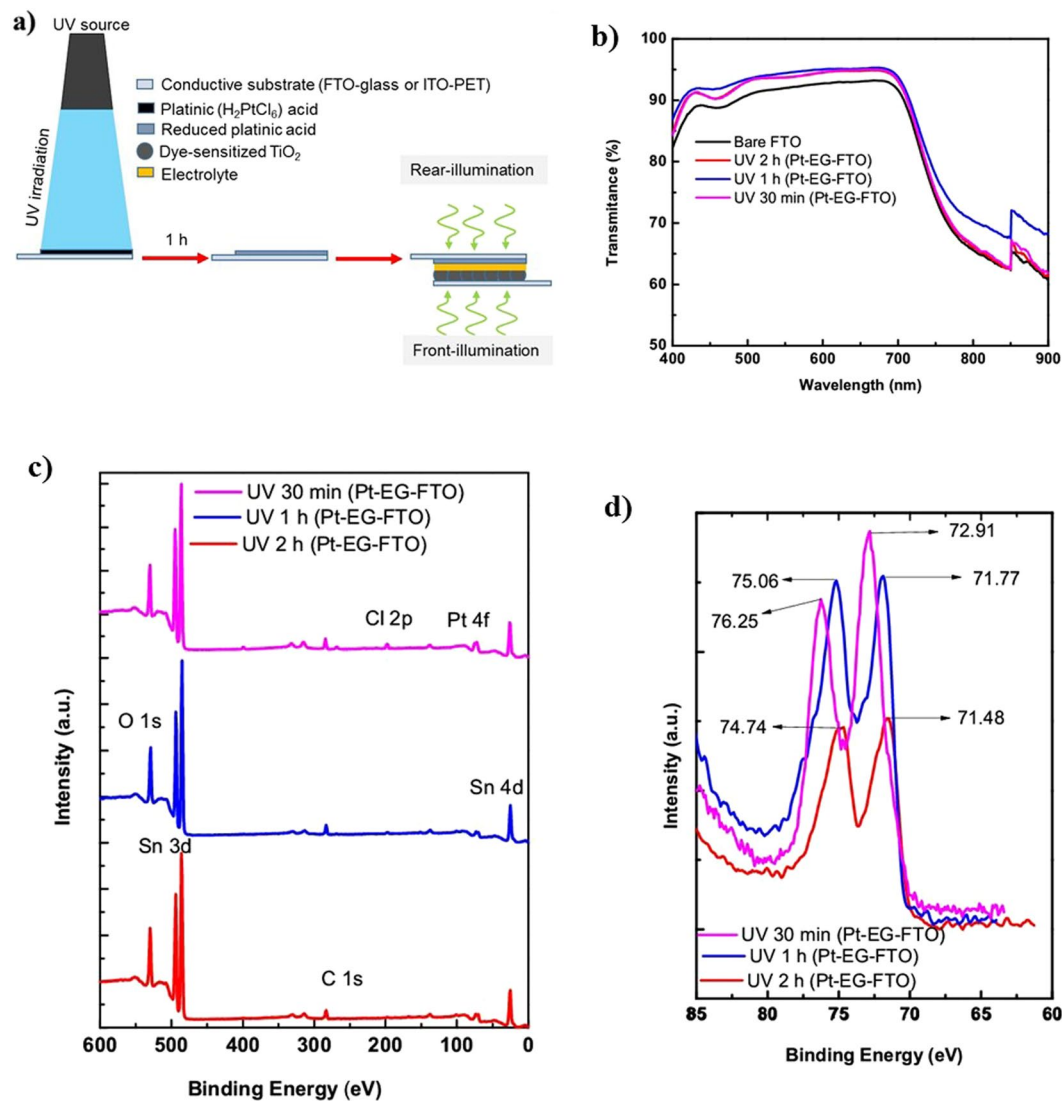 a)
UV source
UV irradiation
Conductive substrate (FTO-glass or ITO-PET)
Platinic (H₂PtCl₆) acid
Reduced platinic acid
Dye-sensitized TiO₂
Electrolyte
1 h
Rear-illumination
Front-illumination
b)
100
95
90
80
70
60
50
Transmitance (%)
Bare FTO
UV 2 h (Pt-EG-FTO)
UV 1 h (Pt-EG-FTO)
UV 30 min (Pt-EG-FTO)
400 500 600 700 800 900
Wavelength (nm)
c)
UV 30 min (Pt-EG-FTO)
UV 1 h (Pt-EG-FTO)
UV 2 h (Pt-EG-FTO)
Cl 2p Pt 4f
O 1s
Sn 4d
Sn 3d
C 1s
Intensity (a.u.)
600 500 400 300 200 100 0
Binding Energy (eV)
d)
72.91
75.06
71.77
76.25
74.74
71.48
Intensity (a.u.)
UV 30 min (Pt-EG-FTO)
UV 1 h (Pt-EG-FTO)
UV 2 h (Pt-EG-FTO)
85 80 75 70 65 60
Binding Energy (eV)